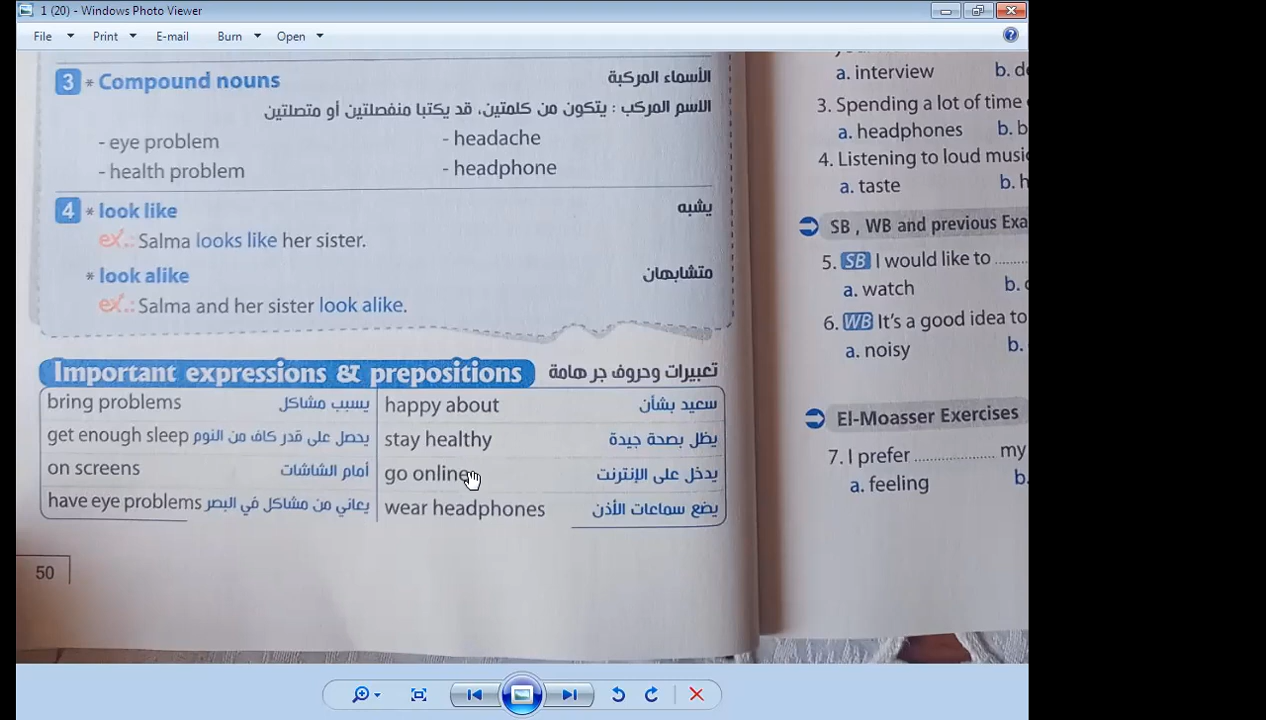 1 (20) - Windows Photo Viewer
File Print E-mail Burn Open
3 * Compound nouns الأسماء المركبة
الاسم المركب : يتكون من كلمتين، قد يكتبا منفصلتين أو متصلتين
- eye problem - headache
- health problem - headphone
4 * look like يشبه
ex.: Salma looks like her sister.
* look alike متشابهان
ex.: Salma and her sister look alike.
Important expressions & prepositions تعبيرات وحروف جر هامة
bring problems يسبب مشاكل happy about سعيد بشأن
get enough sleep يحصل على قدر كاف من النوم stay healthy يظل بصحة جيدة
on screens أمام الشاشات go online يدخل على الإنترنت
have eye problems يعاني من مشاكل في البصر wear headphones يضع سماعات الأذن
50
a. interview b. d
3. Spending a lot of time
a. headphones b. b
4. Listening to loud musi
a. taste b. h
SB , WB and previous Exa
5. SB I would like to ........
a. watch b.
6. WB It's a good idea to
a. noisy b.
El-Moasser Exercises
7. I prefer .................... my
a. feeling b.